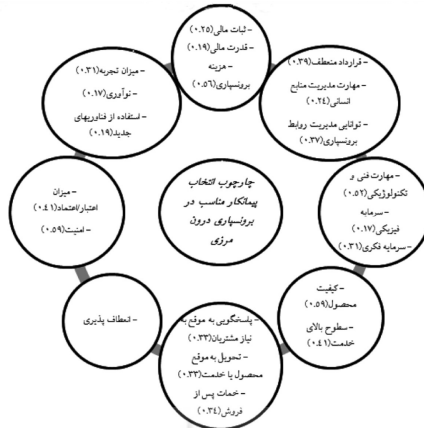 - ثبات مالی (۰.۲۵)
- قدرت مالی (۰.۱۹)
- هزینه
برونسپاری (۰.۵۶)
- قرارداد منعطف (۰.۳۹)
- مهارت مدیریت منابع
انسانی (۰.۲۴)
- توانایی مدیریت روابط
برونسپاری (۰.۳۷)
- مهارت فنی و
تکنولوژیکی (۰.۵۲)
- سرمایه
فیزیکی (۰.۱۷)
- سرمایه فکری (۰.۳۱)
- کیفیت
محصول (۰.۵۹)
- سطوح بالای
خدمت (۰.۴۱)
- پاسخگویی به موقع به
نیاز مشتریان (۰.۳۳)
- تحویل به موقع
محصول یا خدمت (۰.۳۳)
- خمات پس از
فروش (۰.۳۴)
- انعطاف پذیری
- میزان
اعتبار/اعتماد (۰.۴۱)
- امنیت (۰.۵۹)
- میزان تجربه (۰.۳۱)
- نوآوری (۰.۱۷)
- استفاده از فناوریهای
جدید (۰.۱۹)
چارچوب انتخاب
پیمانکار مناسب در
برونسپاری درون
مرزی